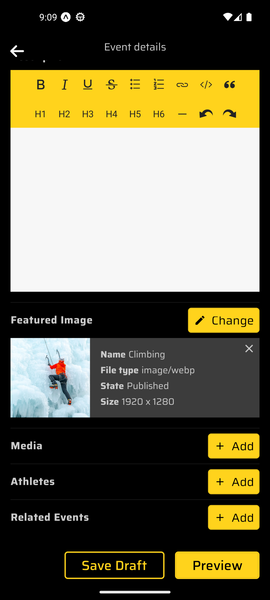 9:09
Event details
B I U S </>
H1 H2 H3 H4 H5 H6
Featured Image
Change
Name Climbing
File type image/webp
State Published
Size 1920 x 1280
Media
+ Add
Athletes
+ Add
Related Events
+ Add
Save Draft
Preview